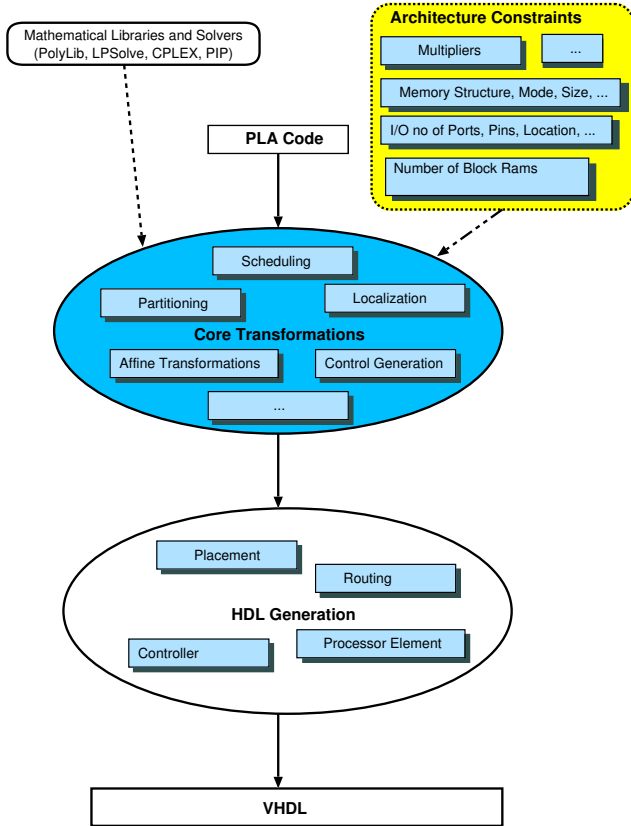 Mathematical Libraries and Solvers
(PolyLib, LPSolve, CPLEX, PIP)
Architecture Constraints
Multipliers
...
Memory Structure, Mode, Size, ...
I/O no of Ports, Pins, Location, ...
Number of Block Rams
PLA Code
Scheduling
Partitioning
Localization
Core Transformations
Affine Transformations
Control Generation
...
Placement
Routing
HDL Generation
Controller
Processor Element
VHDL